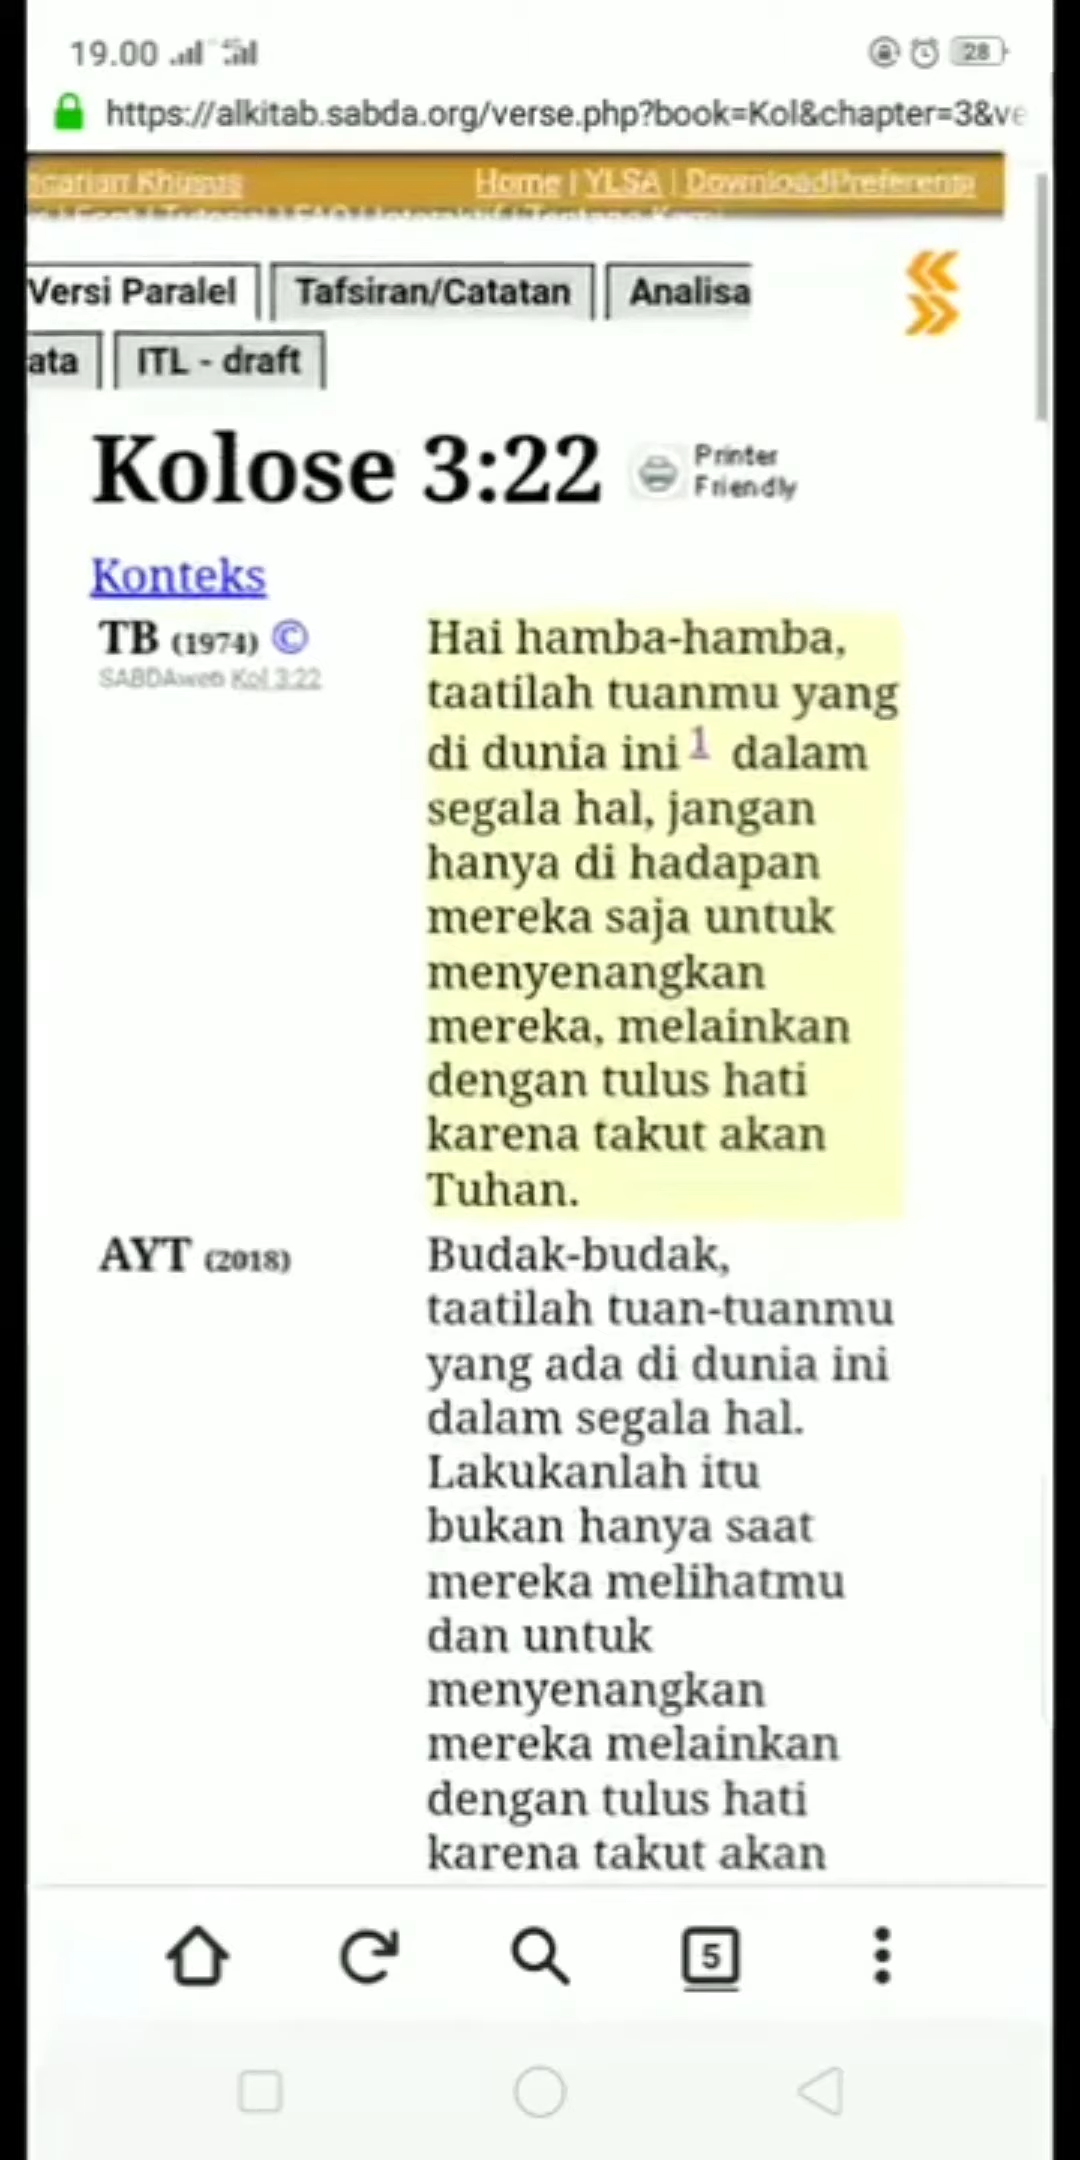 19.00
28
https://alkitab.sabda.org/verse.php?book=Kol&chapter=3&ve
Home | YLSA | Download Preferensi
Versi Paralel Tafsiran/Catatan Analisa
ata ITL - draft
Kolose 3:22 Printer
Friendly
Konteks
TB (1974) © Hai hamba-hamba,
SABDAweb Kol 3:22
taatilah tuanmu yang
di dunia ini 1 dalam
segala hal, jangan
hanya di hadapan
mereka saja untuk
menyenangkan
mereka, melainkan
dengan tulus hati
karena takut akan
Tuhan.
AYT (2018) Budak-budak,
taatilah tuan-tuanmu
yang ada di dunia ini
dalam segala hal.
Lakukanlah itu
bukan hanya saat
mereka melihatmu
dan untuk
menyenangkan
mereka melainkan
dengan tulus hati
karena takut akan
5